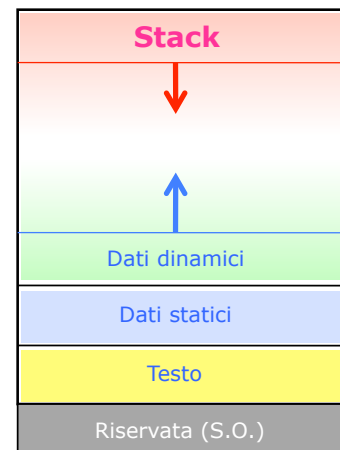 Stack
Dati dinamici
Dati statici
Testo
Riservata (S.O.)